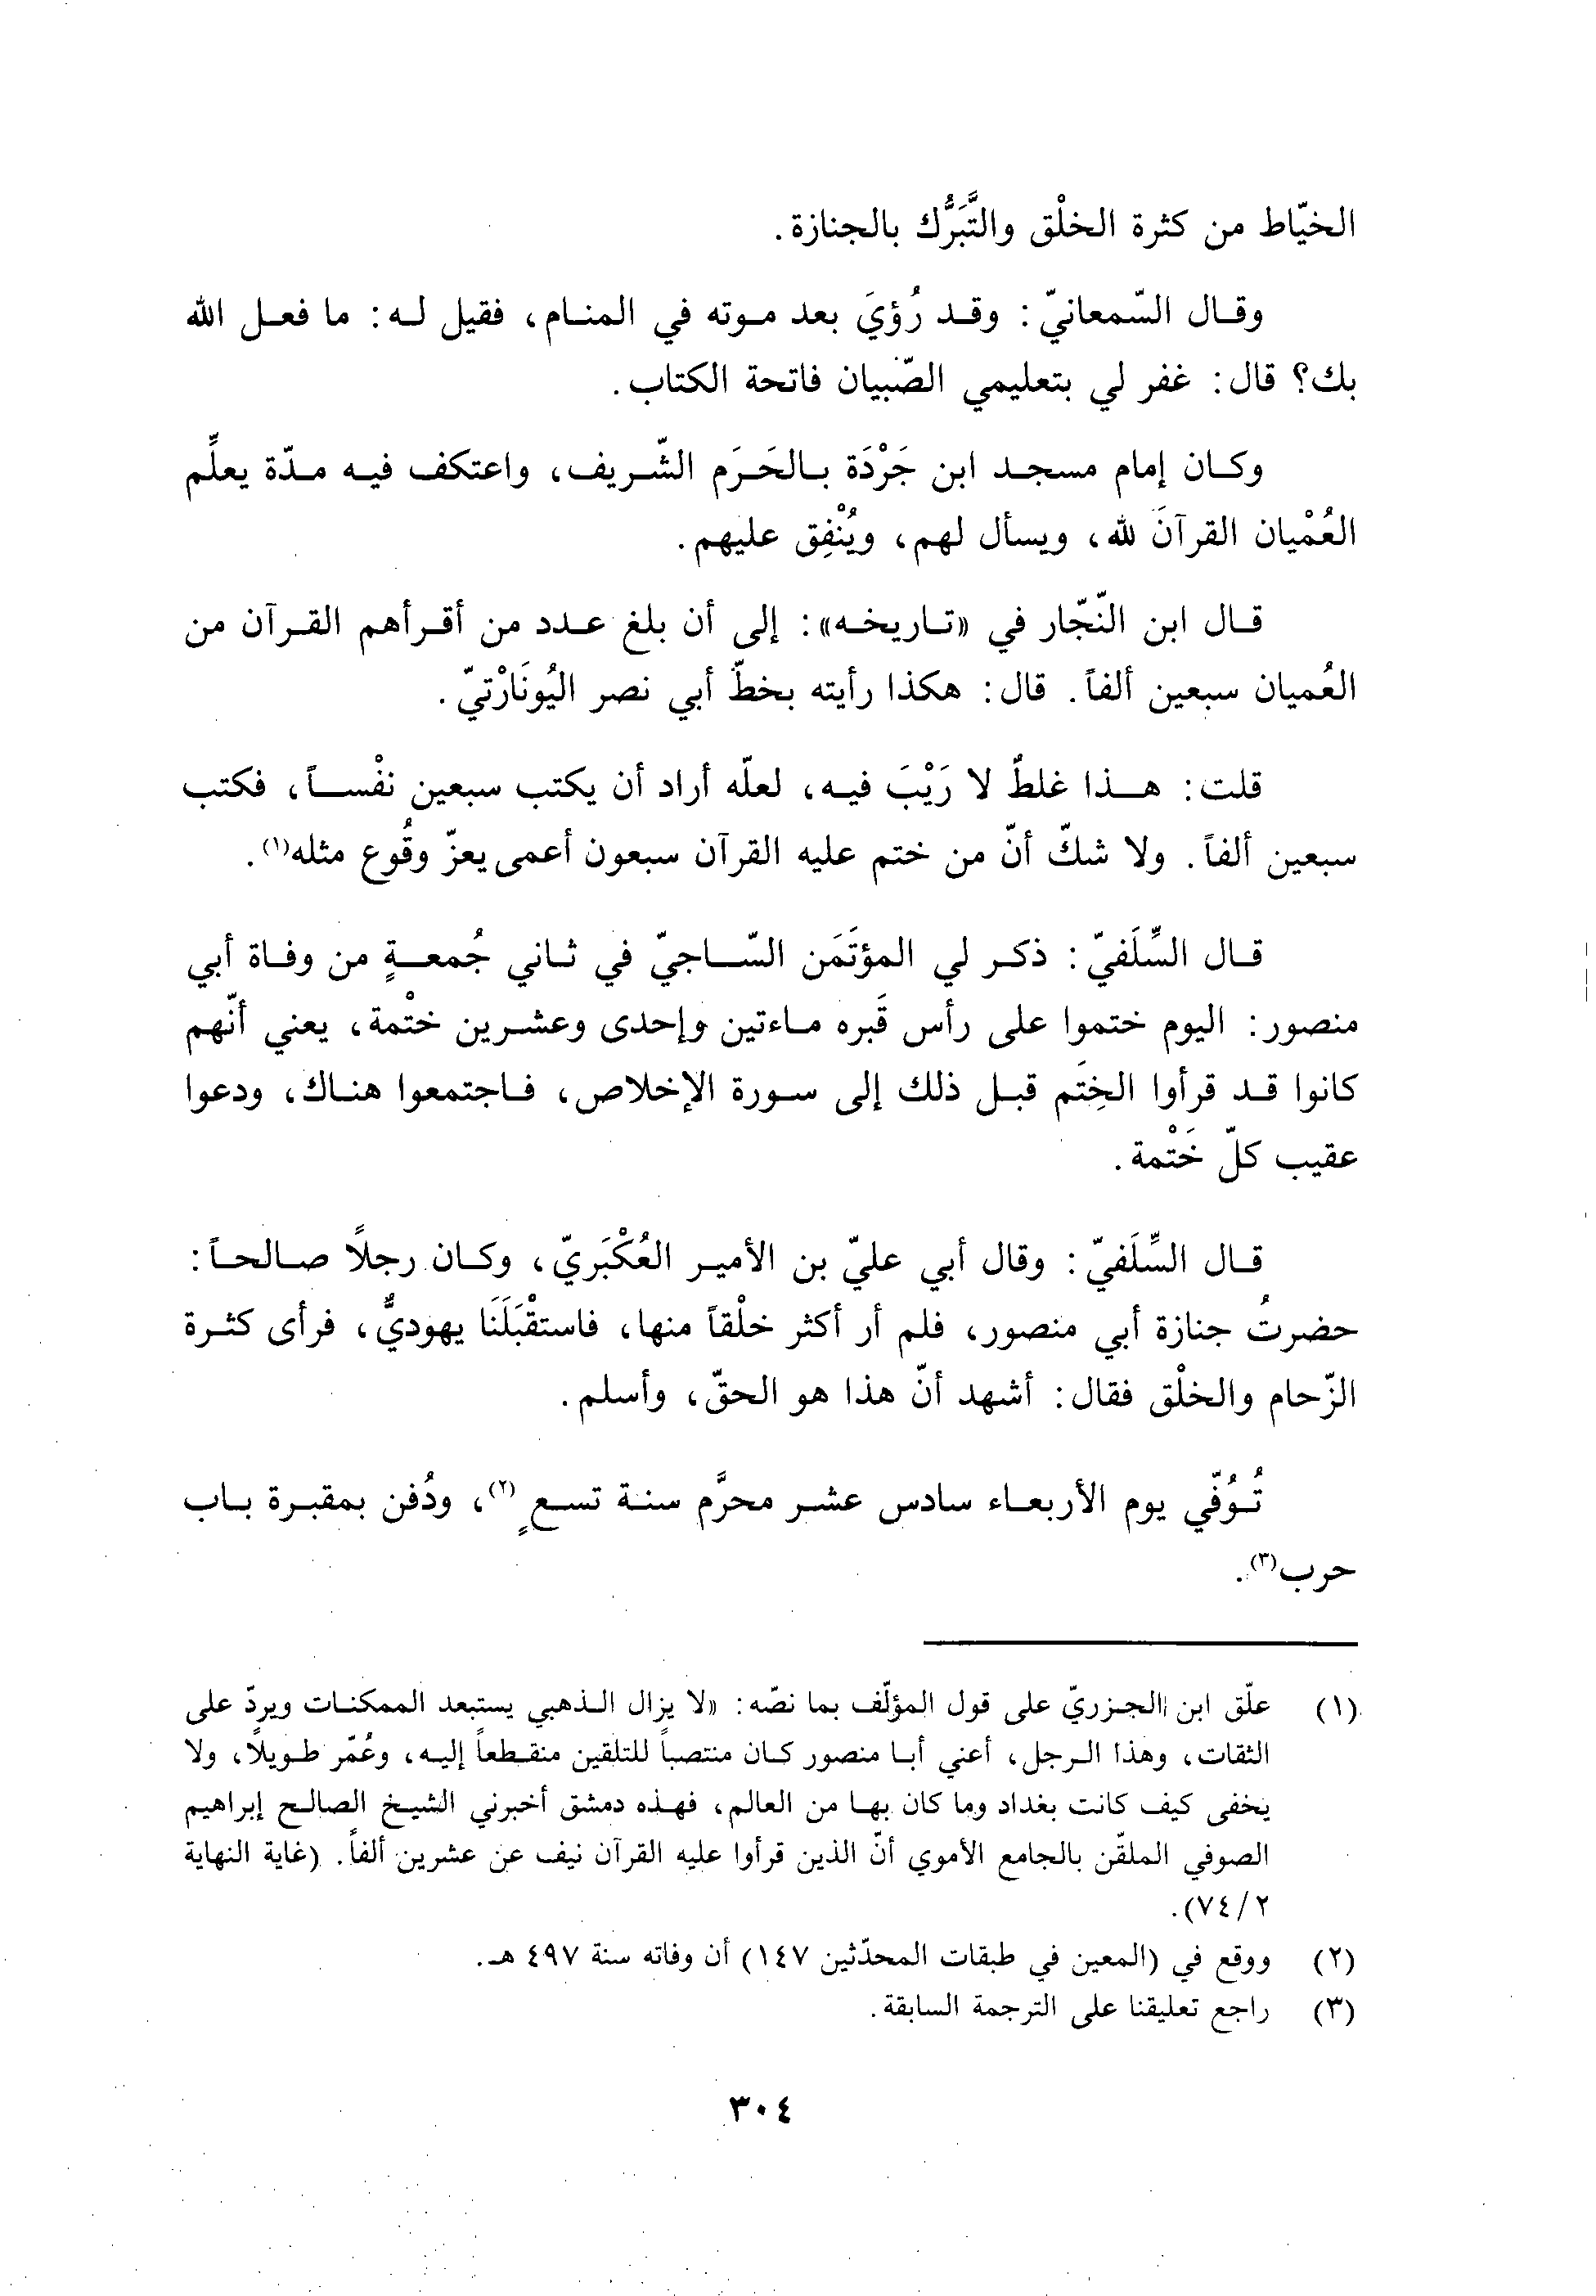 الخيّاط من كثرة الخلْق والتَّبَرُّك بالجنازة.
وقال السّمعانيّ: وقد رُؤيَ بعد موته في المنام، فقيل له: ما فعل الله
بك؟ قال: غفر لي بتعليمي الصّبيان فاتحة الكتاب.
وكان إمام مسجد ابن جَرْدَة بالحَرَم الشّريف، واعتكف فيه مدّة يعلِّم
العُمْيان القرآنَ لله، ويسأل لهم، ويُنْفِق عليهم.
قال ابن النّجّار في «تاريخه»: إلى أن بلغ عدد من أقرأهم القرآن من
العُميان سبعين ألفاً. قال: هكذا رأيته بخطّ أبي نصر اليُونَارْتيّ.
قلت: هذا غلطٌ لا رَيْبَ فيه، لعلّه أراد أن يكتب سبعين نفْساً، فكتب
سبعين ألفاً. ولا شكّ أنّ من ختم عليه القرآن سبعون أعمى يعزّ وقُوع مثله(١).
قال السِّلَفيّ: ذكر لي المؤتَمَن السّاجيّ في ثاني جُمعةٍ من وفاة أبي
منصور: اليوم ختموا على رأس قَبره ماءتين وإحدى وعشرين ختْمة، يعني أنّهم
كانوا قد قرأوا الخِتَم قبل ذلك إلى سورة الإخلاص، فاجتمعوا هناك، ودعوا
عقيب كلّ خَتْمة.
قال السِّلَفيّ: وقال أبي عليّ بن الأمير العُكْبَريّ، وكان رجلاً صالحاً:
حضرتُ جنازة أبي منصور، فلم أر أكثر خلْقاً منها، فاستقْبَلَنَا يهوديٌّ، فرأى كثرة
الزّحام والخلْق فقال: أشهد أنّ هذا هو الحقّ، وأسلم.
تُوُفّي يوم الأربعاء سادس عشر محرَّم سنة تسعٍ(٢)، ودُفن بمقبرة باب
حرب(٣).
(١) علّق ابن الجزريّ على قول المؤلّف بما نصّه: «لا يزال الذهبي يستبعد الممكنات ويردّ على
الثقات، وهذا الرجل، أعني أبا منصور كان منتصباً للتلقين منقطعاً إليه، وعُمّر طويلاً، ولا
يخفى كيف كانت بغداد وما كان بها من العالم، فهذه دمشق أخبرني الشيخ الصالح إبراهيم
الصوفي الملقّن بالجامع الأموي أنّ الذين قرأوا عليه القرآن نيف عن عشرين ألفاً. (غاية النهاية
٢/٧٤).
(٢) ووقع في (المعين في طبقات المحدّثين ١٤٧) أن وفاته سنة ٤٩٧ هـ.
(٣) راجع تعليقنا على الترجمة السابقة.
٣٠٤